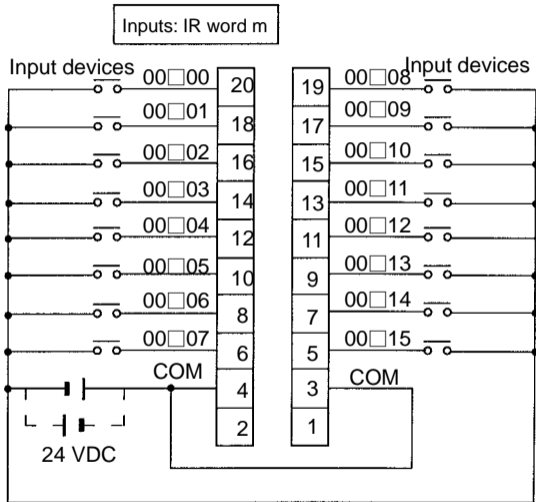 Inputs: IR word m
Input devices
Input devices
00□00 20 19 00□08
00□01 18 17 00□09
00□02 16 15 00□10
00□03 14 13 00□11
00□04 12 11 00□12
00□05 10 9 00□13
00□06 8 7 00□14
00□07 6 5 00□15
COM 4 3 COM
2 1
24 VDC